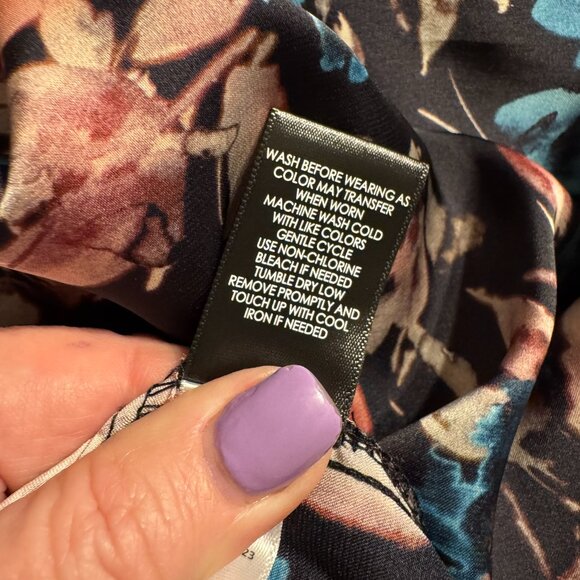 WASH BEFORE WEARING AS
COLOR MAY TRANSFER
WHEN WORN
MACHINE WASH COLD
WITH LIKE COLORS
GENTLE CYCLE
USE NON-CHLORINE
BLEACH IF NEEDED
TUMBLE DRY LOW
REMOVE PROMPTLY AND
TOUCH UP WITH COOL
IRON IF NEEDED
23